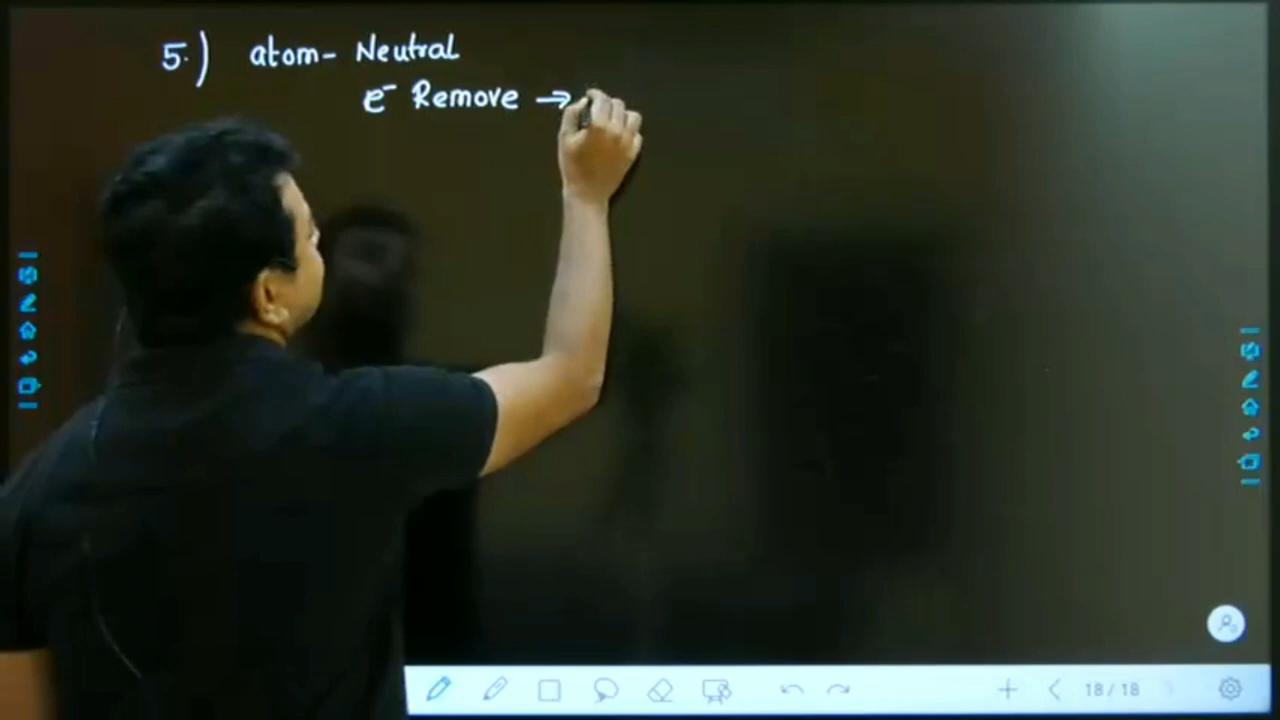 5.) atom- Neutral
e⁻ Remove →
18/18